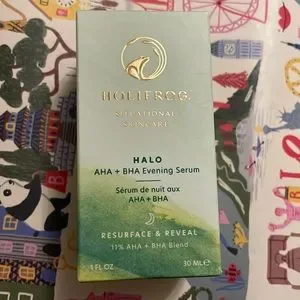 HOLIFROG
SITUATIONAL
SKINCARE
HALO
AHA + BHA Evening Serum
Sérum de nuit aux
AHA + BHA
RESURFACE & REVEAL
11% AHA + BHA Blend
1 FL OZ
30 ML ℮